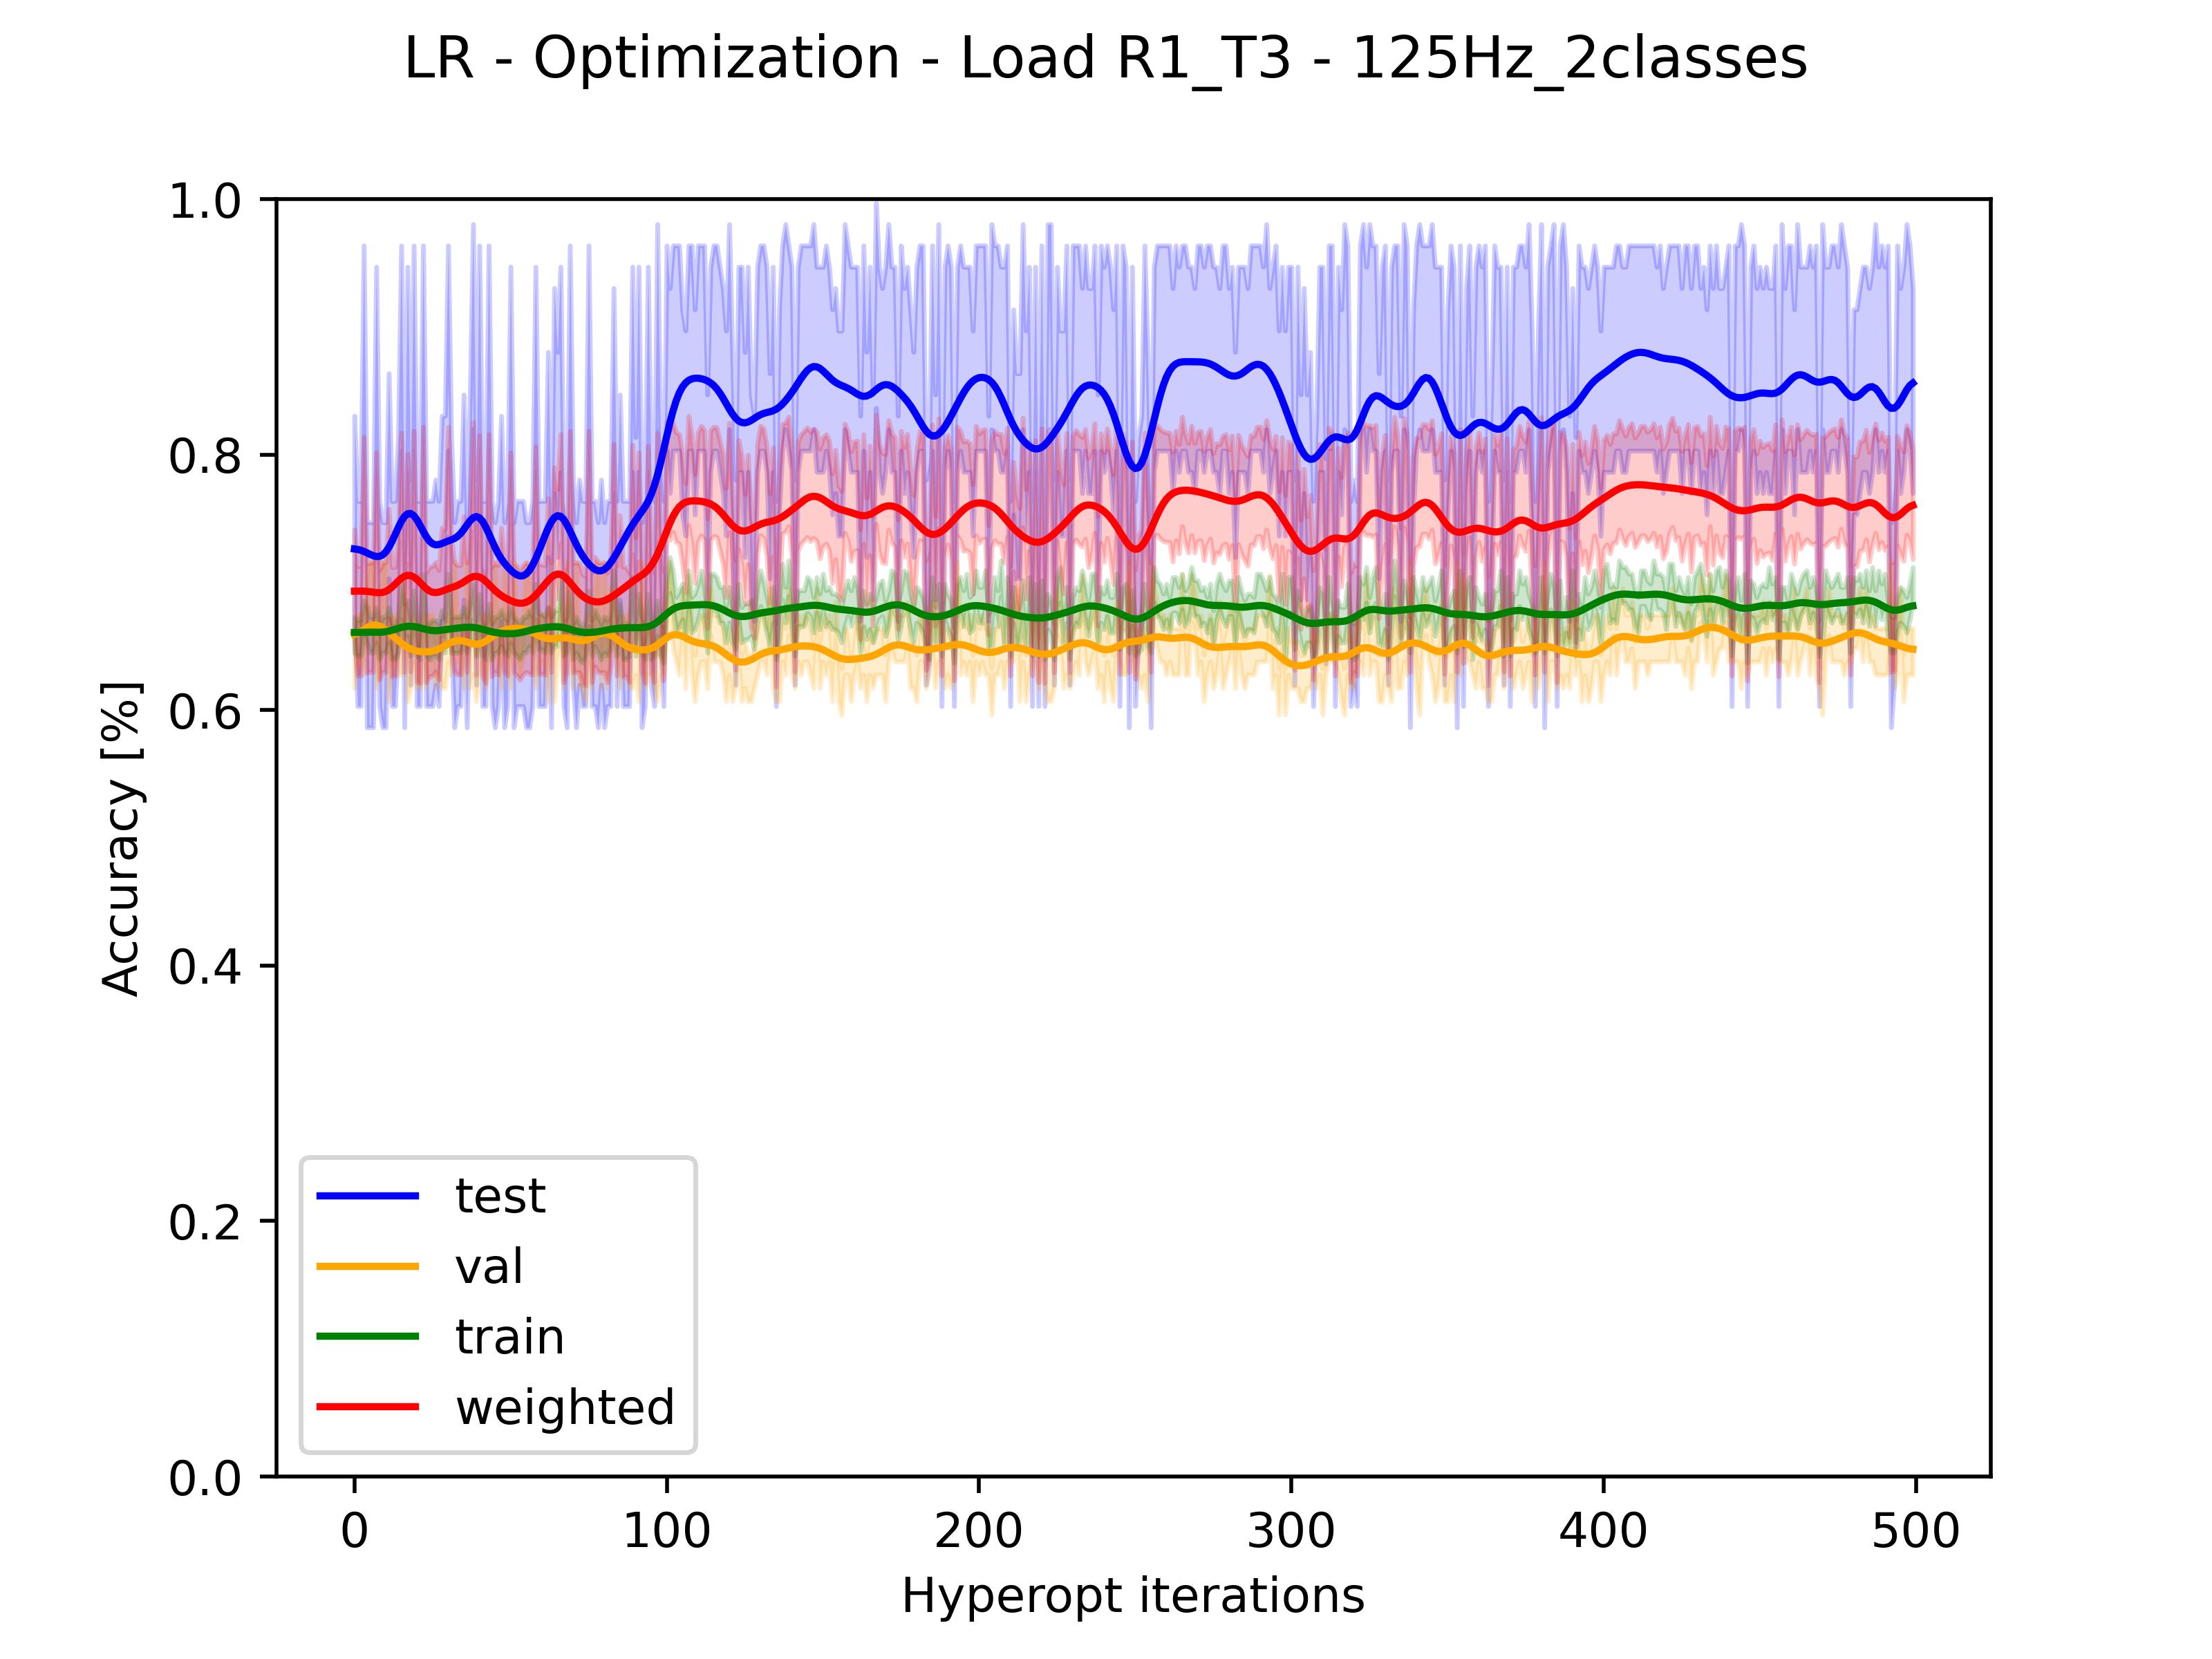 LR - Optimization - Load R1_T3 - 125Hz_2classes
1.0
0.8
0.6
0.4
0.2
0.0
Accuracy [%]
test
val
train
weighted
0 100 200 300 400 500
Hyperopt iterations